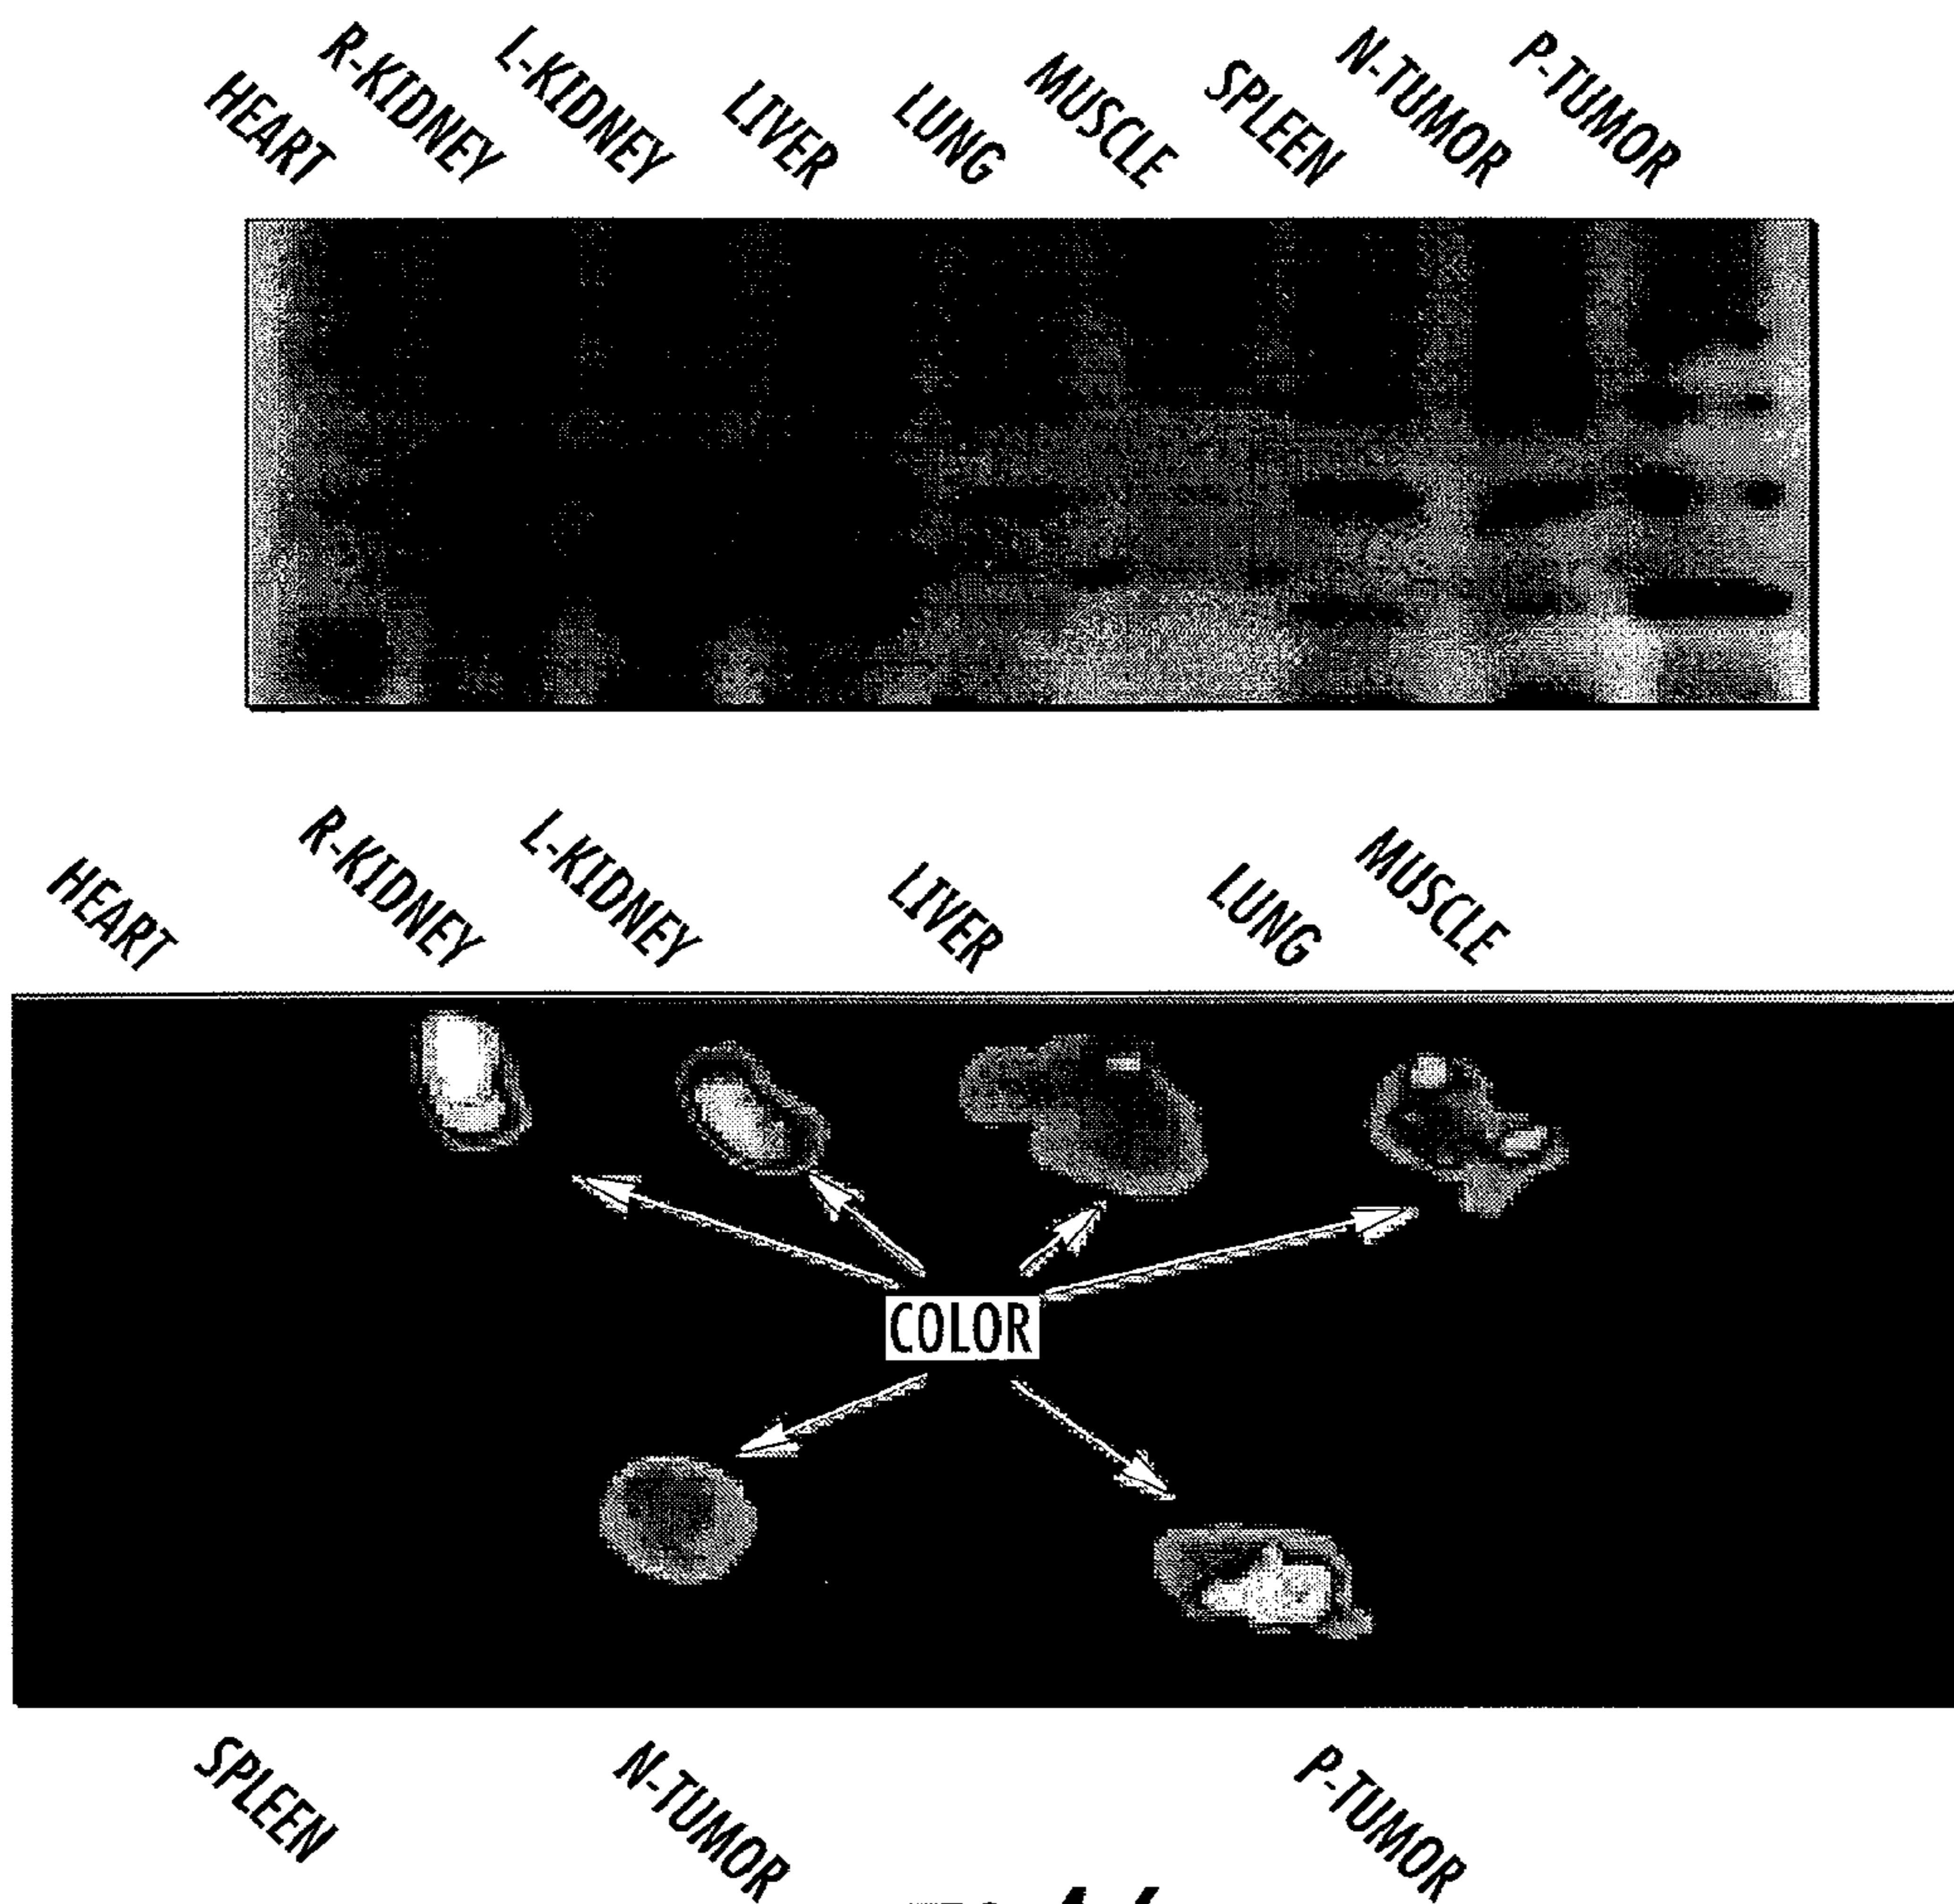 HEART R-KIDNEY L-KIDNEY LIVER LUNG MUSCLE SPLEEN N-TUMOR P-TUMOR
HEART R-KIDNEY L-KIDNEY LIVER LUNG MUSCLE
COLOR
SPLEEN N-TUMOR P-TUMOR